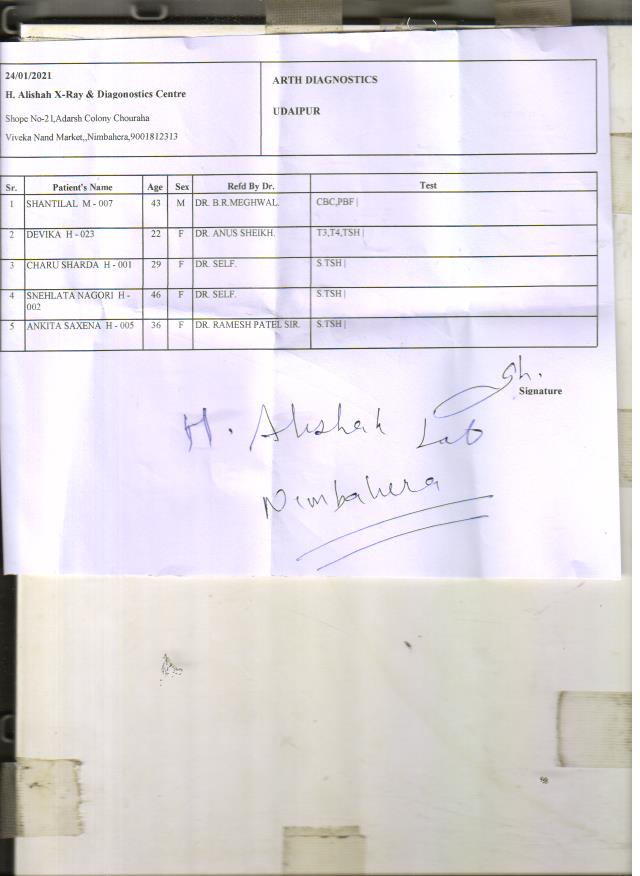 24/01/2021
H. Alishah X-Ray & Diagonostics Centre
Shope No-21,Adarsh Colony Chouraha
Viveka Nand Market,,Nimbahera,9001812313
ARTH DIAGNOSTICS
UDAIPUR
Sr. Patient's Name Age Sex Refd By Dr. Test
1 SHANTILAL M - 007 43 M DR. B.R.MEGHWAL. CBC,PBF |
2 DEVIKA H - 023 22 F DR. ANUS SHEIKH. T3,T4,TSH |
3 CHARU SHARDA H - 001 29 F DR. SELF. S.TSH |
4 SNEHLATA NAGORI H - 46 F DR. SELF. S.TSH |
002
5 ANKITA SAXENA H - 005 36 F DR. RAMESH PATEL SIR. S.TSH |
Sh.
Signature
H. Alishah Lab
Nimbahera